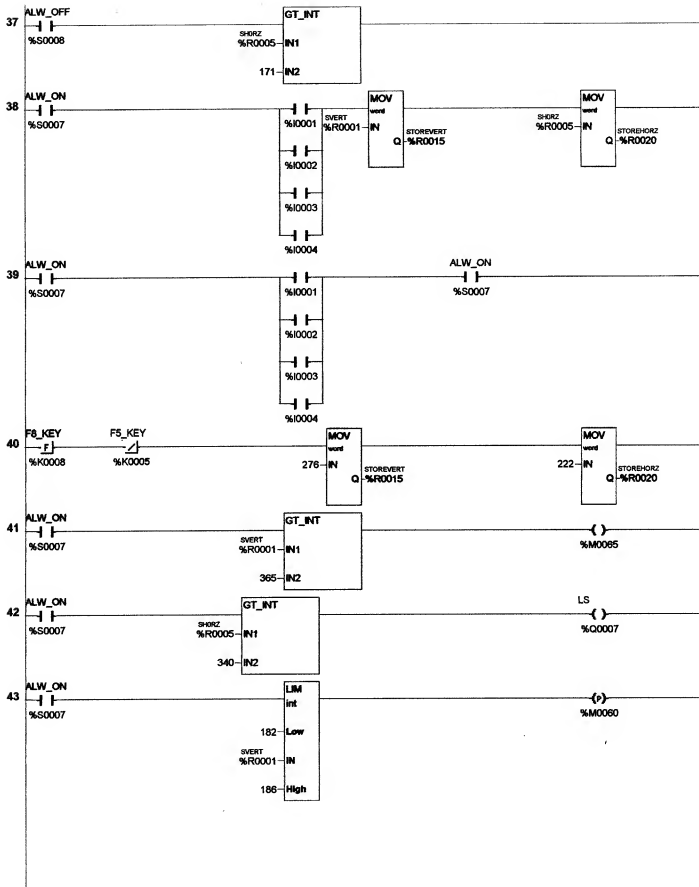 37 ALW_OFF
%S0008
GT_INT
SH0RZ
%R0005 IN1
171 IN2
38 ALW_ON
%S0007
%I0001
%I0002
%I0003
%I0004
MOV
word
SVERT
%R0001 IN
Q STOREVERT
%R0015
MOV
word
SH0RZ
%R0005 IN
Q STOREHORZ
%R0020
39 ALW_ON
%S0007
%I0001
%I0002
%I0003
%I0004
ALW_ON
%S0007
40 F8_KEY
F
%K0008
F5_KEY
%K0005
MOV
word
276 IN
Q STOREVERT
%R0015
MOV
word
222 IN
Q STOREHORZ
%R0020
41 ALW_ON
%S0007
GT_INT
SVERT
%R0001 IN1
365 IN2
%M0065
42 ALW_ON
%S0007
GT_INT
SH0RZ
%R0005 IN1
340 IN2
LS
%Q0007
43 ALW_ON
%S0007
LIM
int
182 Low
SVERT
%R0001 IN
186 High
P
%M0060